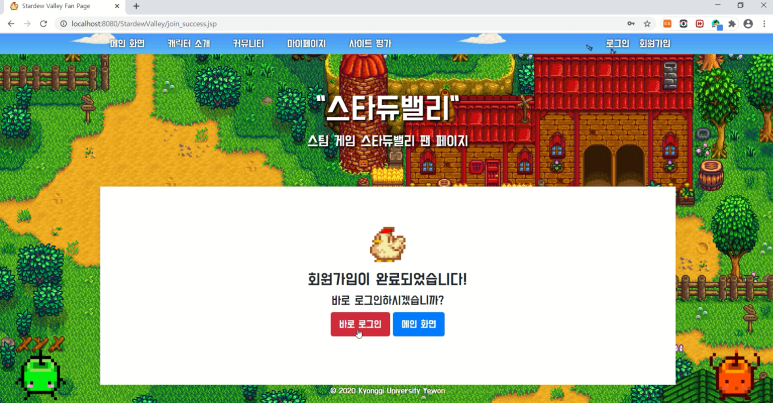 Stardew Valley Fan Page
localhost:8080/StardewValley/join_success.jsp
메인 화면 캐릭터 소개 커뮤니티 마이페이지 사이트 평가 로그인 회원가입
"스타듀밸리"
스팀 게임 스타듀밸리 팬 페이지
회원가입이 완료되었습니다!
바로 로그인하시겠습니까?
바로 로그인 메인 화면
© 2020 Kyonggi University Yewon